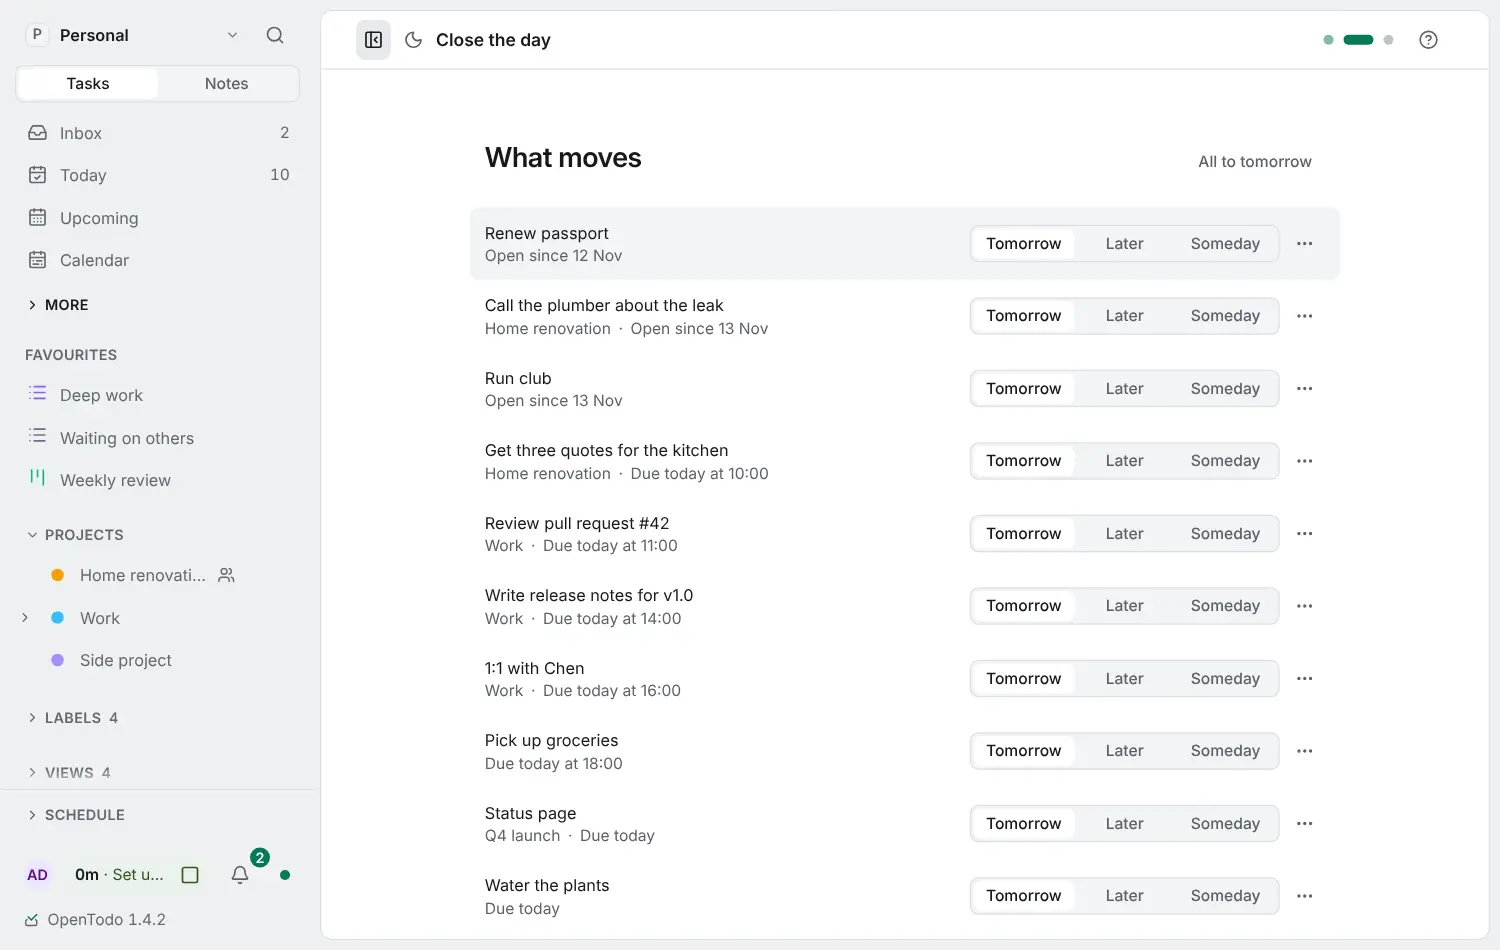 P Personal
Tasks Notes
Inbox 2
Today 10
Upcoming
Calendar
MORE
FAVOURITES
Deep work
Waiting on others
Weekly review
PROJECTS
Home renovati...
Work
Side project
LABELS 4
VIEWS 4
SCHEDULE
AD 0m · Set u... 2
OpenTodo 1.4.2
Close the day
What moves All to tomorrow
Renew passport
Open since 12 Nov
Tomorrow Later Someday
Call the plumber about the leak
Home renovation · Open since 13 Nov
Tomorrow Later Someday
Run club
Open since 13 Nov
Tomorrow Later Someday
Get three quotes for the kitchen
Home renovation · Due today at 10:00
Tomorrow Later Someday
Review pull request #42
Work · Due today at 11:00
Tomorrow Later Someday
Write release notes for v1.0
Work · Due today at 14:00
Tomorrow Later Someday
1:1 with Chen
Work · Due today at 16:00
Tomorrow Later Someday
Pick up groceries
Due today at 18:00
Tomorrow Later Someday
Status page
Q4 launch · Due today
Tomorrow Later Someday
Water the plants
Due today
Tomorrow Later Someday